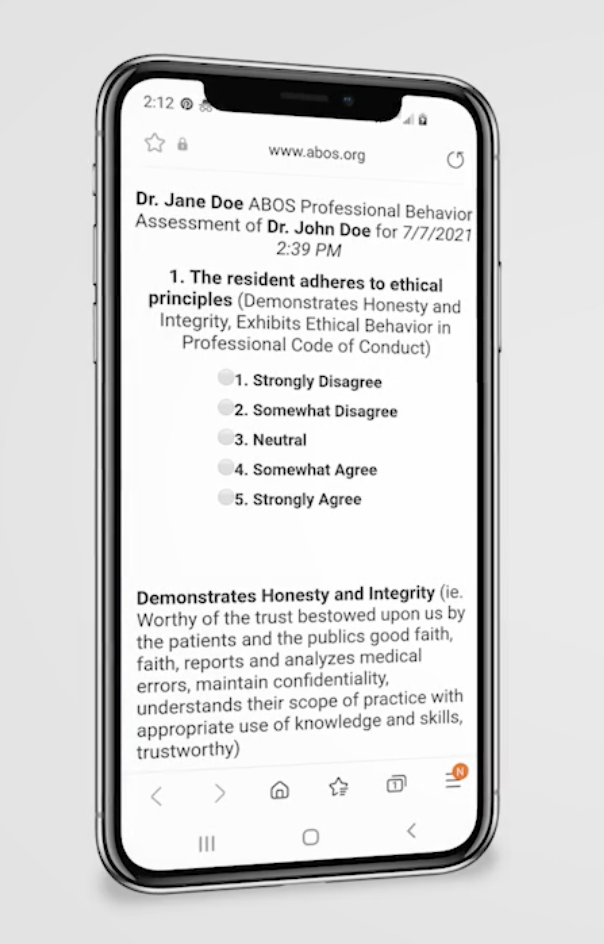 2:12
www.abos.org
Dr. Jane Doe ABOS Professional Behavior
Assessment of Dr. John Doe for 7/7/2021
2:39 PM
1. The resident adheres to ethical
principles (Demonstrates Honesty and
Integrity, Exhibits Ethical Behavior in
Professional Code of Conduct)
1. Strongly Disagree
2. Somewhat Disagree
3. Neutral
4. Somewhat Agree
5. Strongly Agree
Demonstrates Honesty and Integrity (ie.
Worthy of the trust bestowed upon us by
the patients and the publics good faith,
faith, reports and analyzes medical
errors, maintain confidentiality,
understands their scope of practice with
appropriate use of knowledge and skills,
trustworthy)
1
N